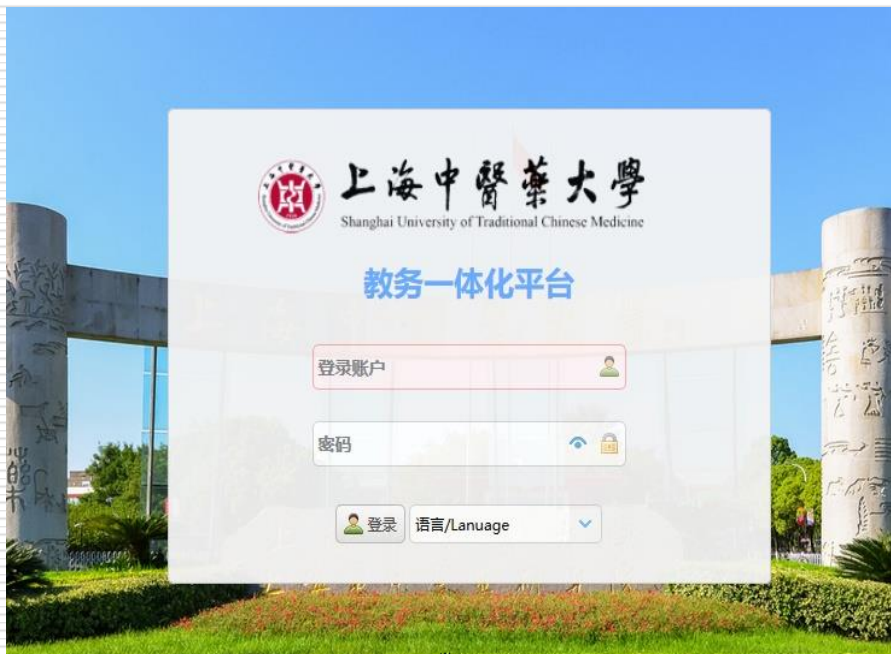 上海中醫藥大學
Shanghai University of Traditional Chinese Medicine
教务一体化平台
登录账户
密码
登录 语言/Lanuage